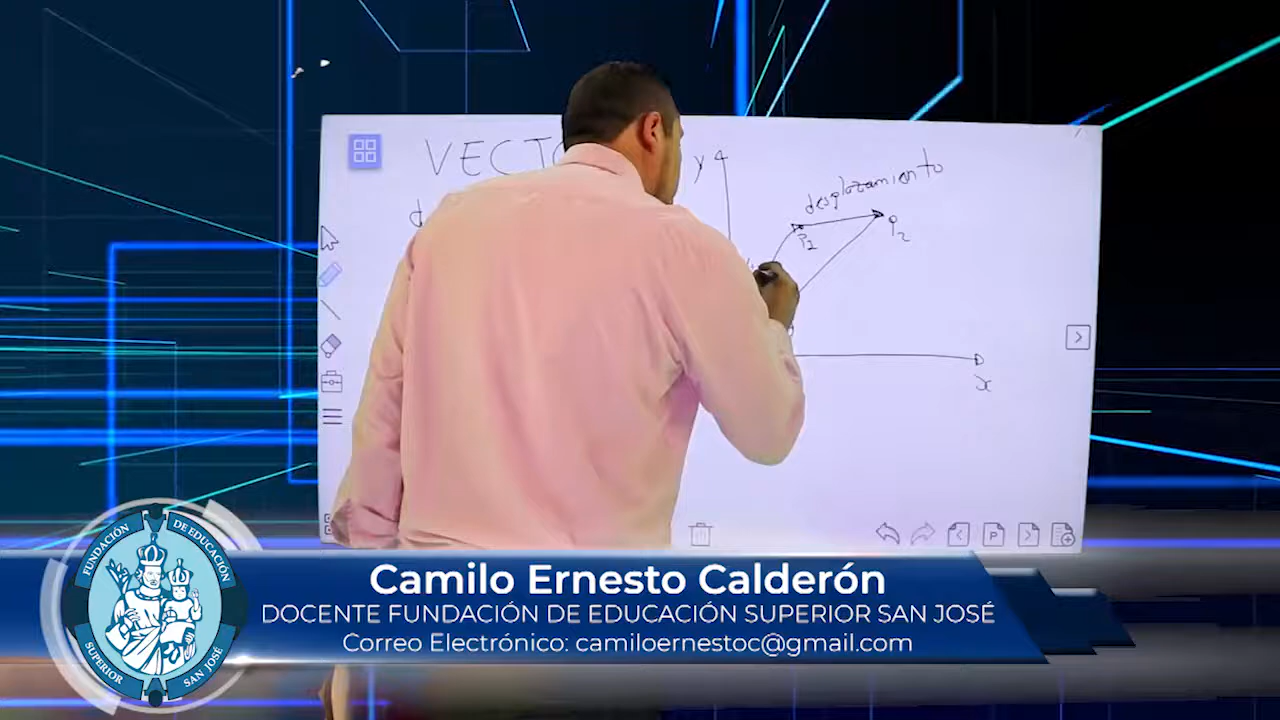 VECTO
y
desplazamiento
P2
P2
x
P
Camilo Ernesto Calderón
DOCENTE FUNDACIÓN DE EDUCACIÓN SUPERIOR SAN JOSÉ
Correo Electrónico: camiloernestoc@gmail.com
FUNDACIÓN DE EDUCACIÓN
SUPERIOR SAN JOSÉ